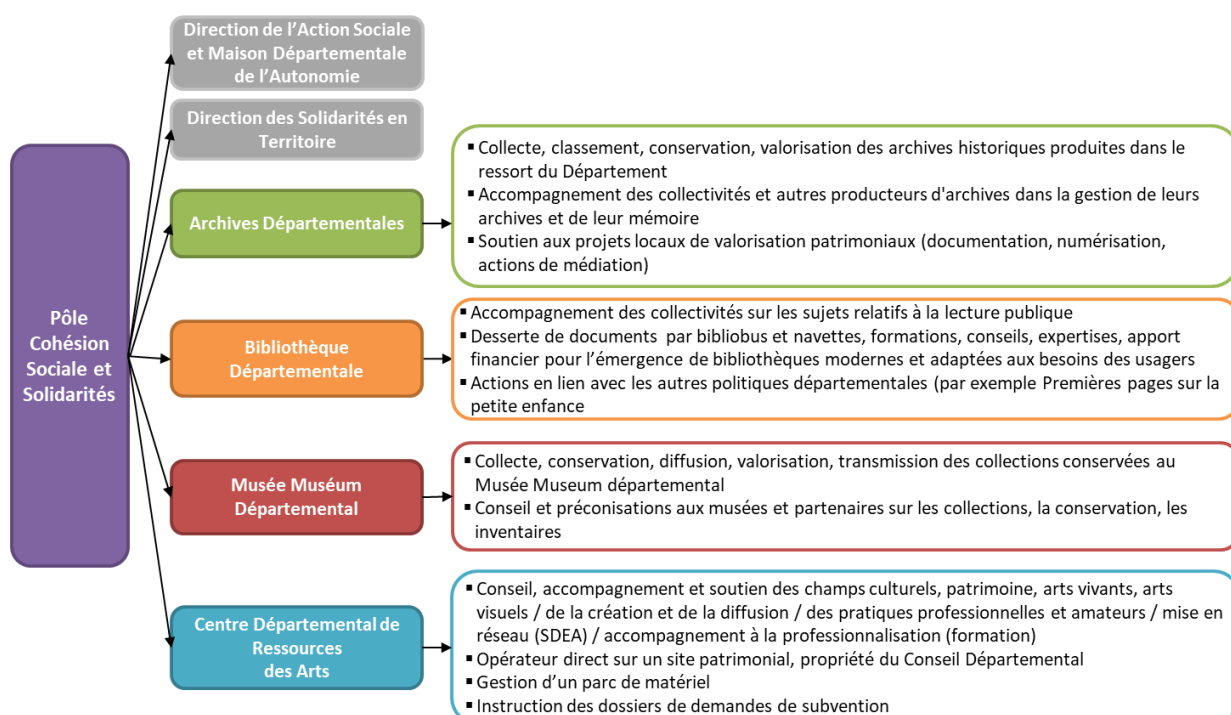 Direction de l'Action Sociale
et Maison Départementale
de l'Autonomie
Direction des Solidarités en
Territoire
Pôle
Cohésion
Sociale et
Solidarités
Archives Départementales
▪ Collecte, classement, conservation, valorisation des archives historiques produites dans le
ressort du Département
▪ Accompagnement des collectivités et autres producteurs d'archives dans la gestion de leurs
archives et de leur mémoire
▪ Soutien aux projets locaux de valorisation patrimoniaux (documentation, numérisation,
actions de médiation)
Bibliothèque
Départementale
▪ Accompagnement des collectivités sur les sujets relatifs à la lecture publique
▪ Desserte de documents par bibliobus et navettes, formations, conseils, expertises, apport
financier pour l'émergence de bibliothèques modernes et adaptées aux besoins des usagers
▪ Actions en lien avec les autres politiques départementales (par exemple Premières pages sur la
petite enfance
Musée Muséum
Départemental
▪ Collecte, conservation, diffusion, valorisation, transmission des collections conservées au
Musée Museum départemental
▪ Conseil et préconisations aux musées et partenaires sur les collections, la conservation, les
inventaires
Centre Départemental de
Ressources
des Arts
▪ Conseil, accompagnement et soutien des champs culturels, patrimoine, arts vivants, arts
visuels / de la création et de la diffusion / des pratiques professionnelles et amateurs / mise en
réseau (SDEA) / accompagnement à la professionnalisation (formation)
▪ Opérateur direct sur un site patrimonial, propriété du Conseil Départemental
▪ Gestion d'un parc de matériel
▪ Instruction des dossiers de demandes de subvention